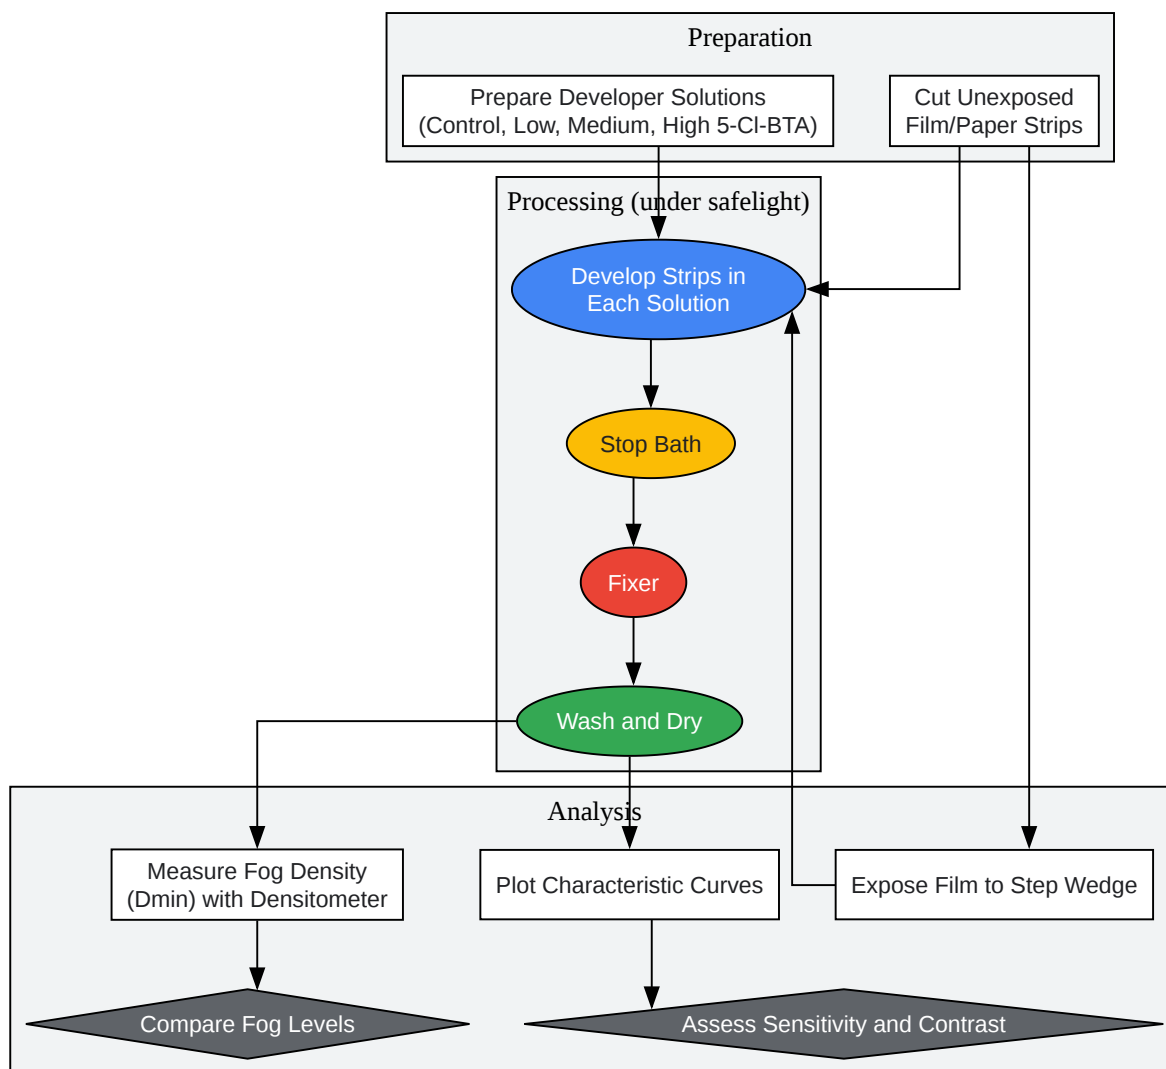 Preparation
Prepare Developer Solutions
(Control, Low, Medium, High 5-Cl-BTA)
Cut Unexposed
Film/Paper Strips
Processing (under safelight)
Develop Strips in
Each Solution
Stop Bath
Fixer
Wash and Dry
Analysis
Measure Fog Density
(Dmin) with Densitometer
Plot Characteristic Curves
Expose Film to Step Wedge
Compare Fog Levels
Assess Sensitivity and Contrast